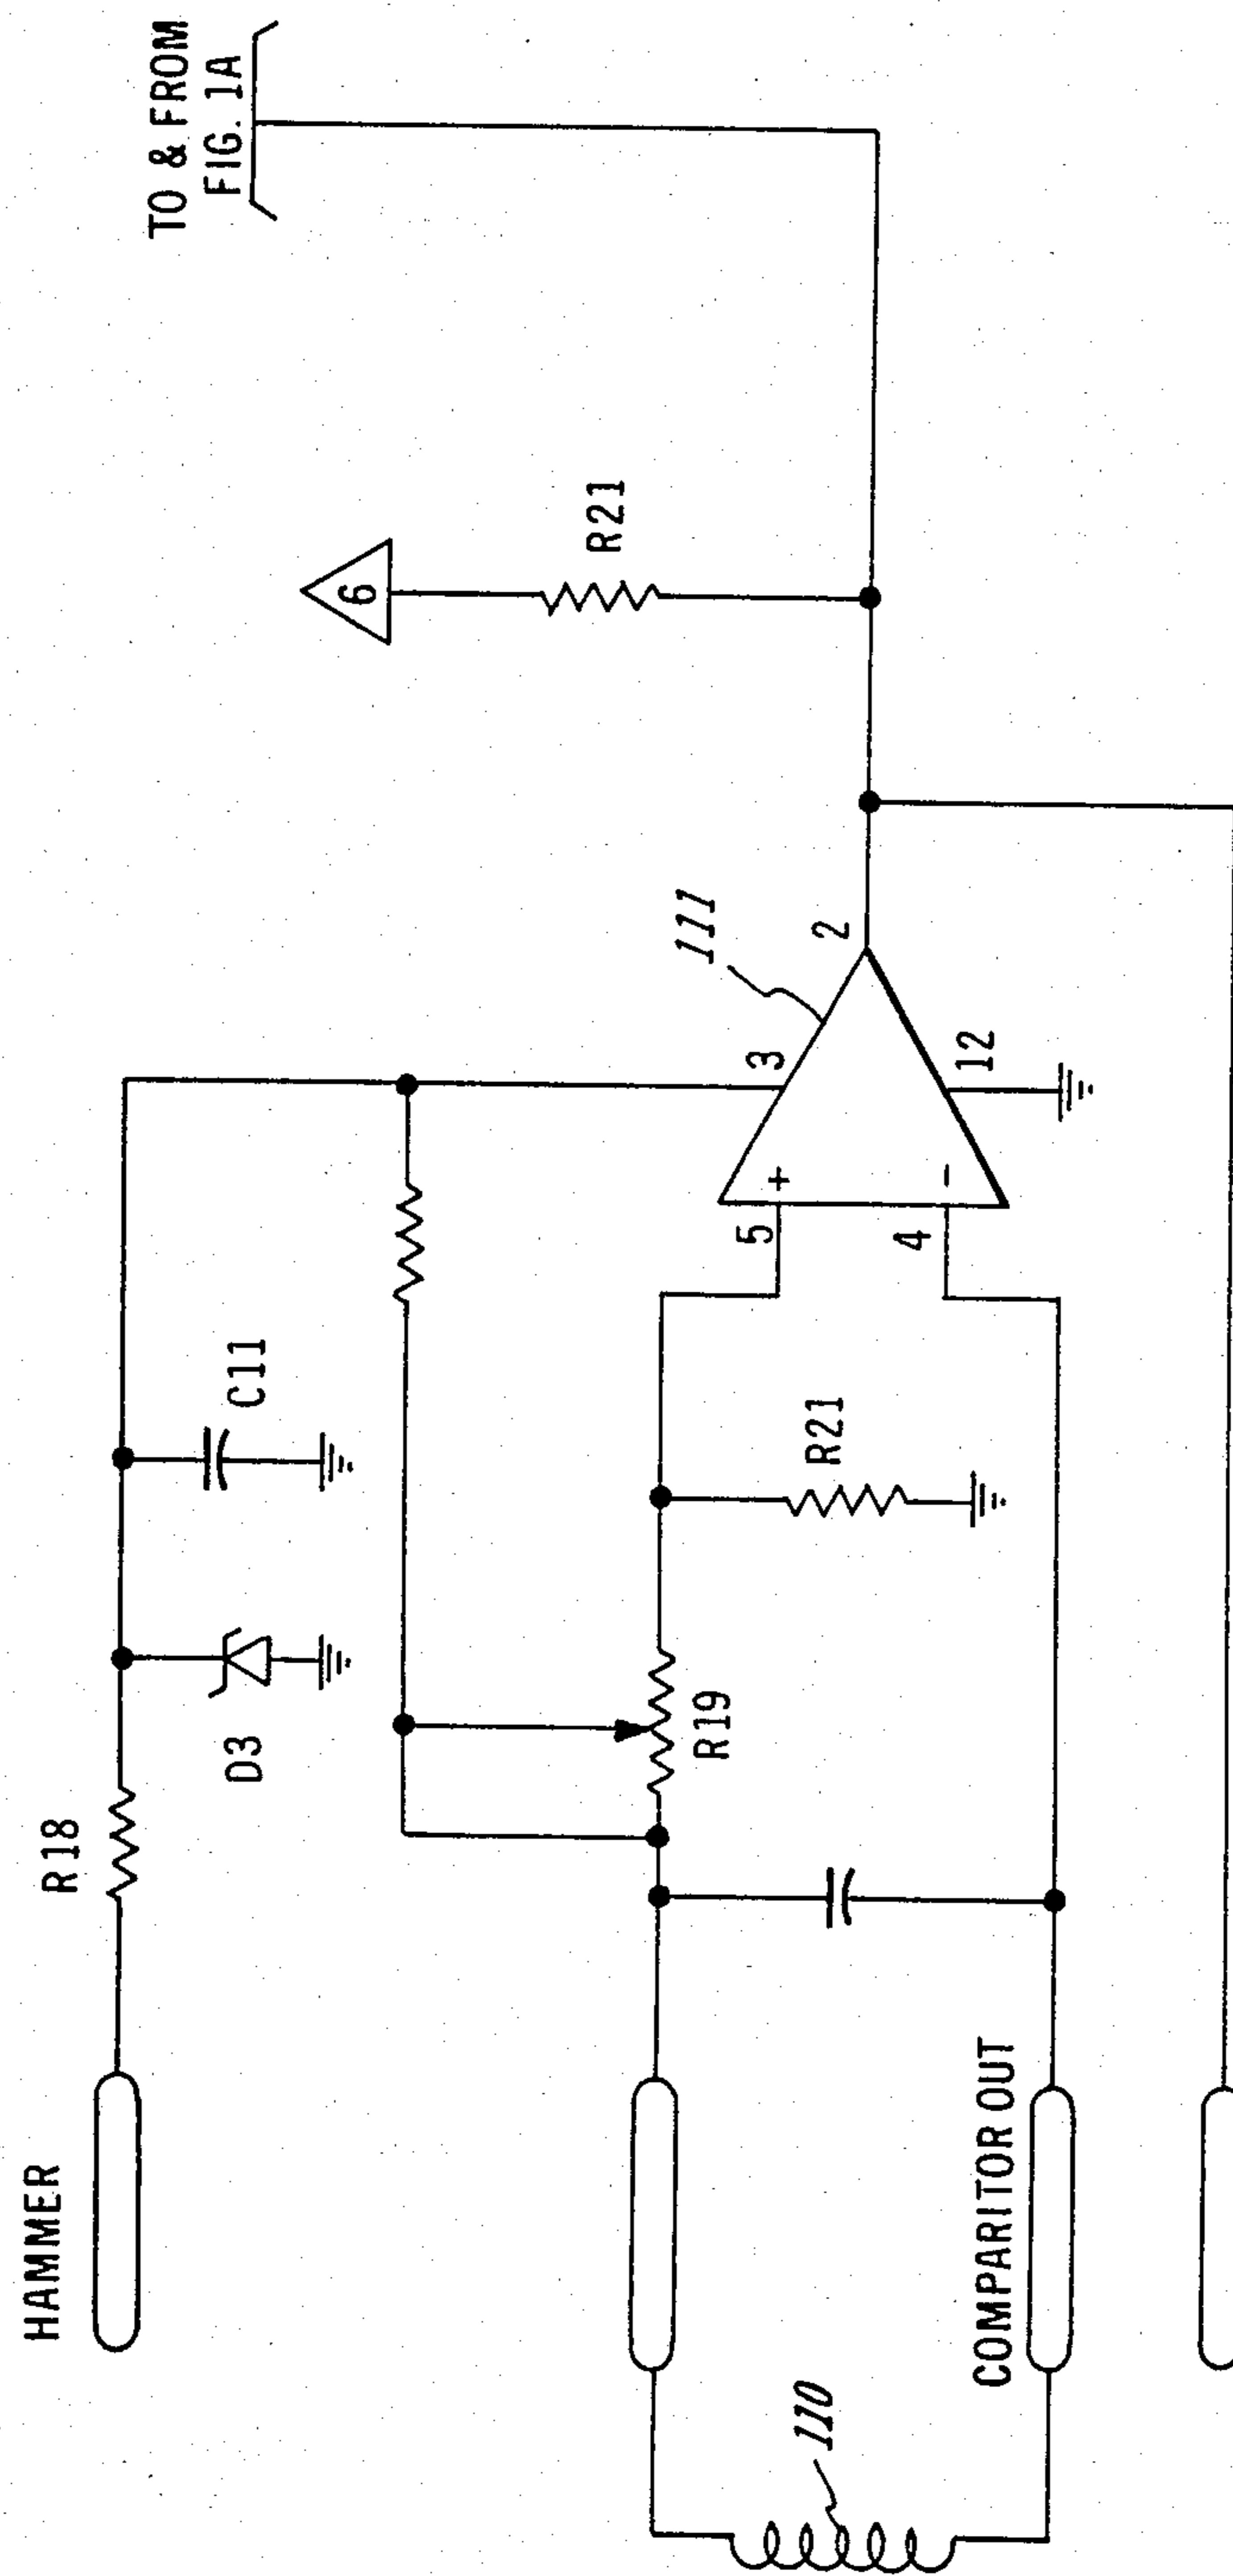 TO & FROM
FIG. 1A
6
R21
111
2
3
12
+
5
-
4
C11
R21
D3
R19
R18
HAMMER
COMPARITOR OUT
110